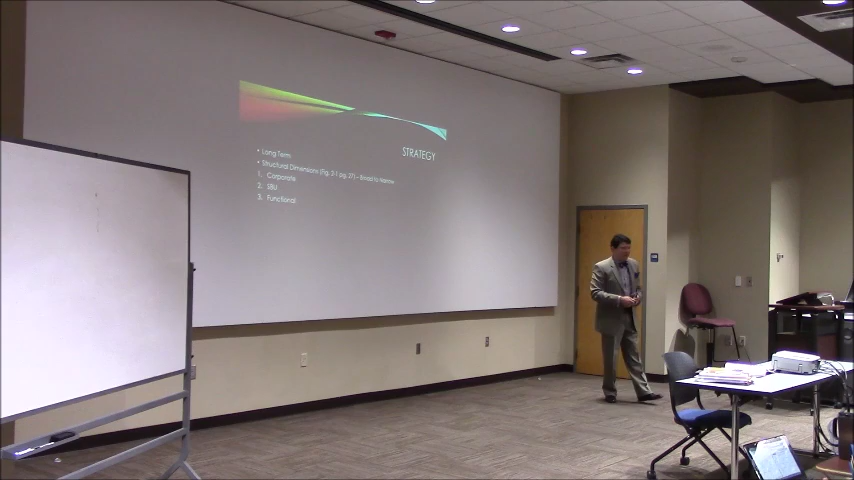 STRATEGY
• Long Term
• Structural Dimensions (Fig. 2-1 pg. 27) – Broad to Narrow
1. Corporate
2. SBU
3. Functional